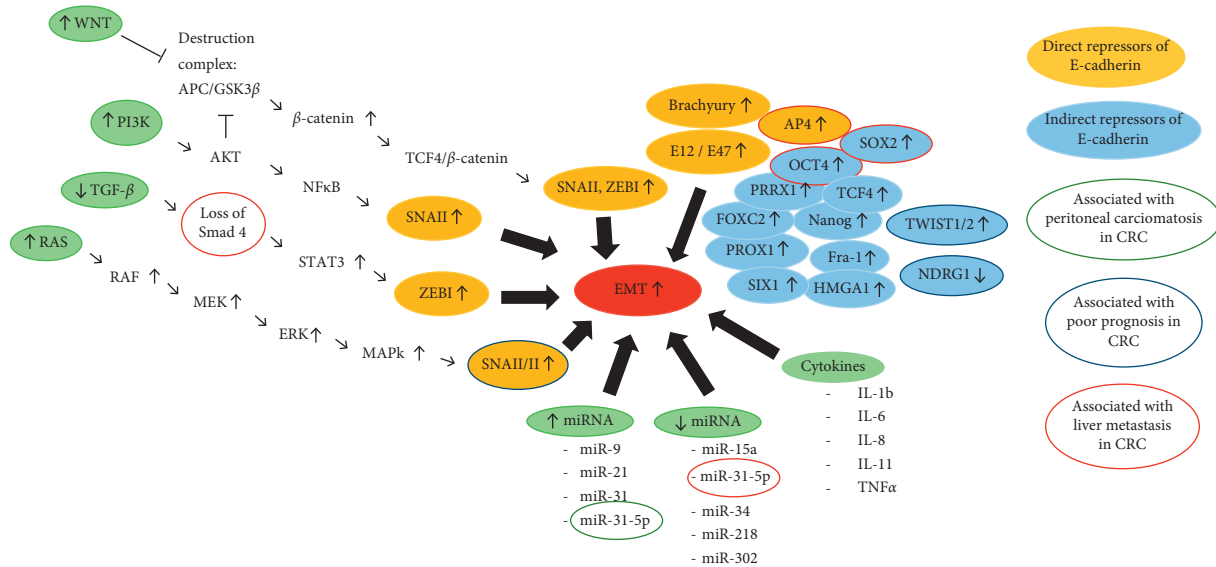 ↑ WNT
Destruction
complex:
APC/GSK3β
↑ PI3K
AKT
β-catenin ↑
TCF4/β-catenin
NFκB
↓ TGF-β
Loss of
Smad 4
↑ RAS
RAF ↑
MEK ↑
ERK ↑
MAPk ↑
STAT3 ↑
SNAII ↑
ZEBI ↑
SNAII/II ↑
SNAII, ZEBI ↑
Brachyury ↑
AP4 ↑
E12 / E47 ↑
SOX2 ↑
OCT4 ↑
PRRX1 ↑
TCF4 ↑
FOXC2 ↑
Nanog ↑
TWIST1/2 ↑
PROX1 ↑
Fra-1 ↑
NDRG1 ↓
SIX1 ↑
HMGA1 ↑
EMT ↑
↑ miRNA
- miR-9
- miR-21
- miR-31
- miR-31-5p
↓ miRNA
- miR-15a
- miR-31-5p
- miR-34
- miR-218
- miR-302
Cytokines
- IL-1b
- IL-6
- IL-8
- IL-11
- TNFα
Direct repressors of
E-cadherin
Indirect repressors of
E-cadherin
Associated with
peritoneal carciomatosis
in CRC
Associated with
poor prognosis in
CRC
Associated with
liver metastasis
in CRC